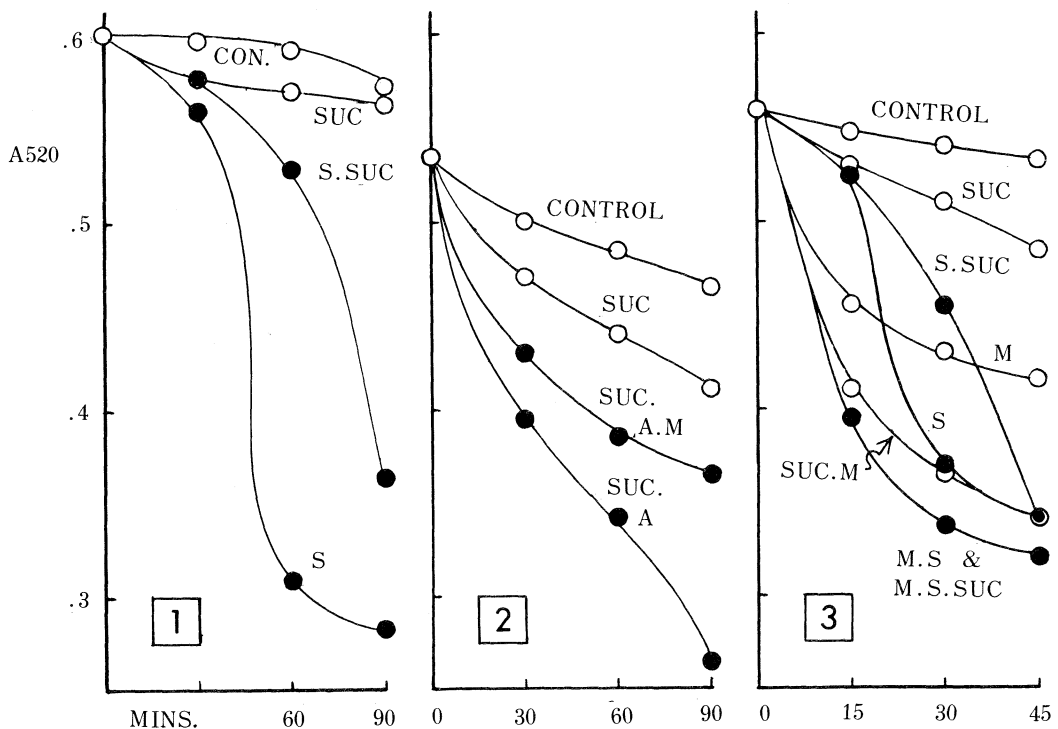 .6
CON.
SUC
A520
S.SUC
.5
.4
S
.3
1
MINS. 60 90
CONTROL
SUC
SUC.
A.M
SUC.
A
2
0 30 60 90
CONTROL
SUC
S.SUC
M
S
SUC.M
M.S &
M.S.SUC
3
0 15 30 45